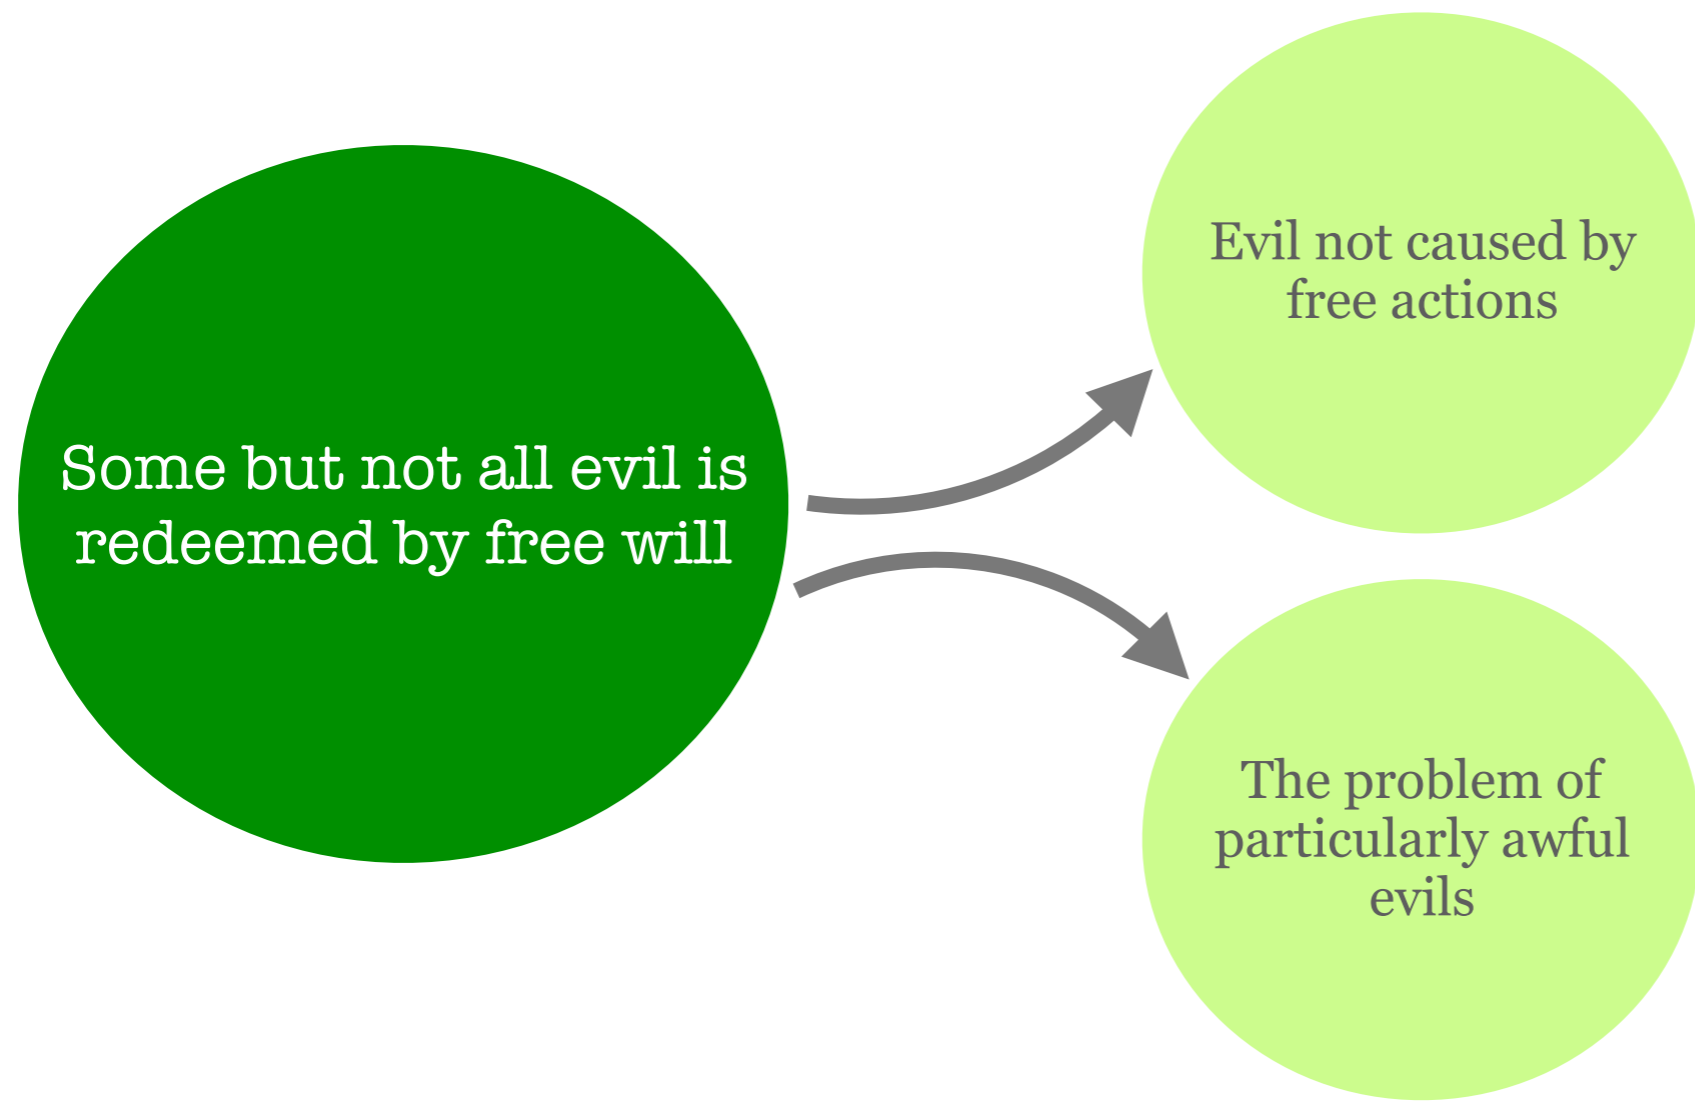 Some but not all evil is
redeemed by free will
Evil not caused by
free actions
The problem of
particularly awful
evils